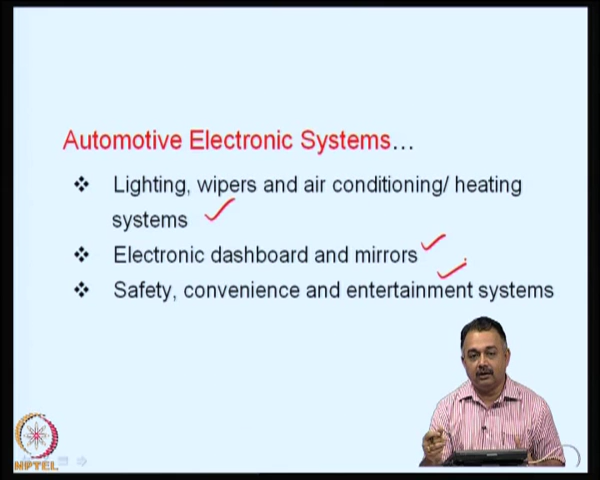 Automotive Electronic Systems...
❖ Lighting, wipers and air conditioning/ heating
systems
❖ Electronic dashboard and mirrors
❖ Safety, convenience and entertainment systems
NPTEL